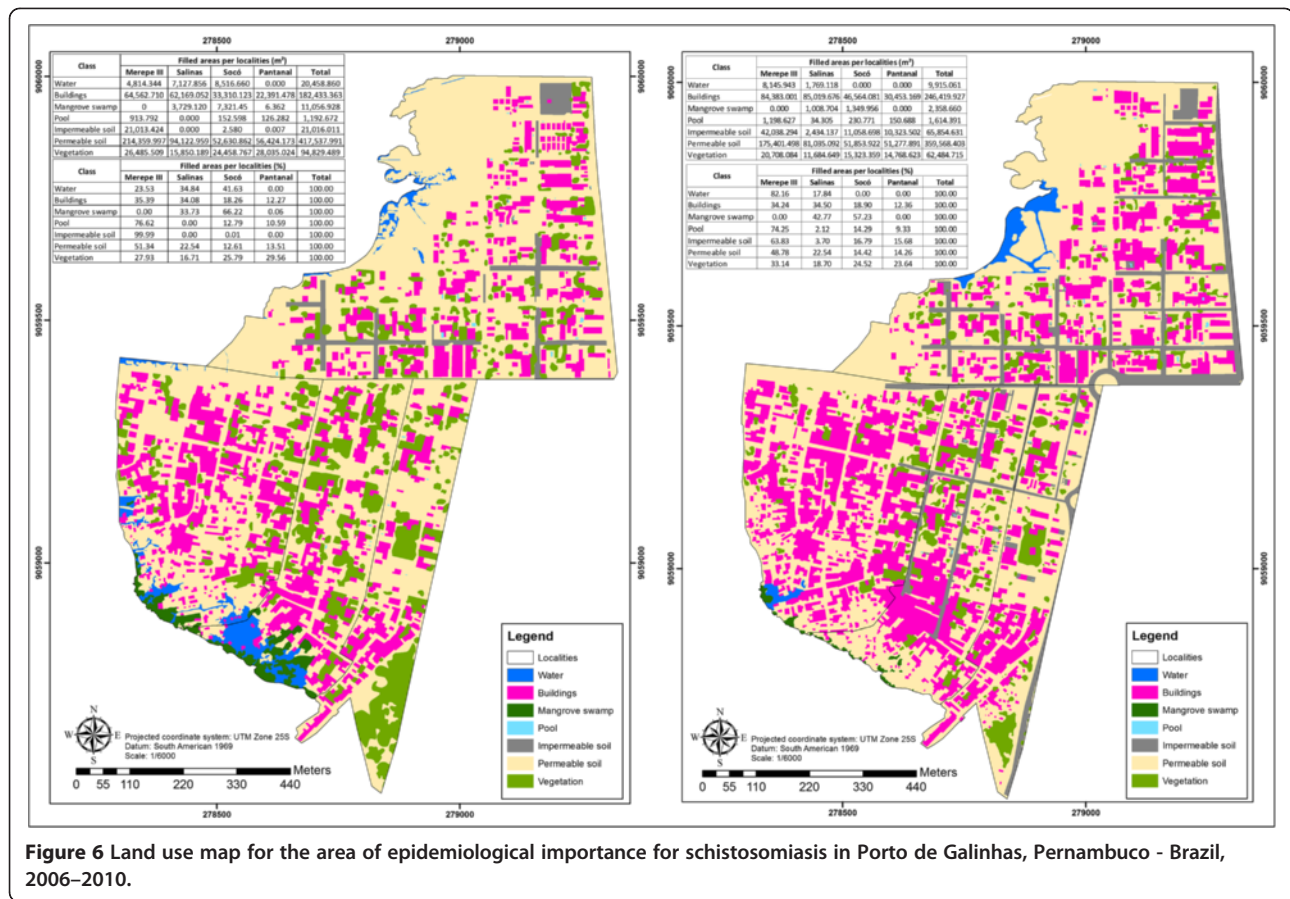 278500 279000
278500 279000
Class Filled areas per localities (m²)
Merepe III Salinas Socó Pantanal Total
Water 4,814.344 7,127.856 8,516.660 0.000 20,458.860
Buildings 64,562.710 62,169.052 33,310.123 22,391.478 182,433.363
Mangrove swamp 0 3,729.120 7,321.45 6.362 11,056.928
Pool 913.792 0.000 152.598 126.282 1,192.672
Impermeable soil 21,013.424 0.000 2.580 0.007 21,016.011
Permeable soil 214,359.997 94,122.959 52,630.862 56,424.173 417,537.991
Vegetation 26,485.509 15,850.189 24,458.767 28,035.024 94,829.489
Class Filled areas per localities (%)
Merepe III Salinas Socó Pantanal Total
Water 23.53 34.84 41.63 0.00 100.00
Buildings 35.39 34.08 18.26 12.27 100.00
Mangrove swamp 0.00 33.73 66.22 0.06 100.00
Pool 76.62 0.00 12.79 10.59 100.00
Impermeable soil 99.99 0.00 0.01 0.00 100.00
Permeable soil 51.34 22.54 12.61 13.51 100.00
Vegetation 27.93 16.71 25.79 29.56 100.00
Class Filled areas per localities (m²)
Merepe III Salinas Socó Pantanal Total
Water 8,145.943 1,769.118 0.000 0.000 9,915.061
Buildings 84,383.001 85,019.676 46,564.081 30,453.169 246,419.927
Mangrove swamp 0.000 1,008.704 1,349.956 0.000 2,358.660
Pool 1,198.627 34.305 230.771 150.688 1,614.391
Impermeable soil 42,038.294 2,434.137 11,058.698 10,323.502 65,854.631
Permeable soil 175,401.498 81,035.092 51,853.922 51,277.891 359,568.403
Vegetation 20,708.084 11,684.649 15,323.359 14,768.623 62,484.715
Class Filled areas per localities (%)
Merepe III Salinas Socó Pantanal Total
Water 82.16 17.84 0.00 0.00 100.00
Buildings 34.24 34.50 18.90 12.36 100.00
Mangrove swamp 0.00 42.77 57.23 0.00 100.00
Pool 74.25 2.12 14.29 9.33 100.00
Impermeable soil 63.83 3.70 16.79 15.68 100.00
Permeable soil 48.78 22.54 14.42 14.26 100.00
Vegetation 33.14 18.70 24.52 23.64 100.00
9060000
9059500
9059000
9060000
9059500
9059000
9060000
9059500
9059000
Legend
Localities
Water
Buildings
Mangrove swamp
Pool
Impermeable soil
Permeable soil
Vegetation
N
W E
S
Projected coordinate system: UTM Zone 25S
Datum: South American 1969
Scale: 1/6000
Meters
0 55 110 220 330 440
278500 279000
Legend
Localities
Water
Buildings
Mangrove swamp
Pool
Impermeable soil
Permeable soil
Vegetation
N
W E
S
Projected coordinate system: UTM Zone 25S
Datum: South American 1969
Scale: 1/6000
Meters
0 55 110 220 330 440
278500 279000
Figure 6 Land use map for the area of epidemiological importance for schistosomiasis in Porto de Galinhas, Pernambuco - Brazil,
2006–2010.